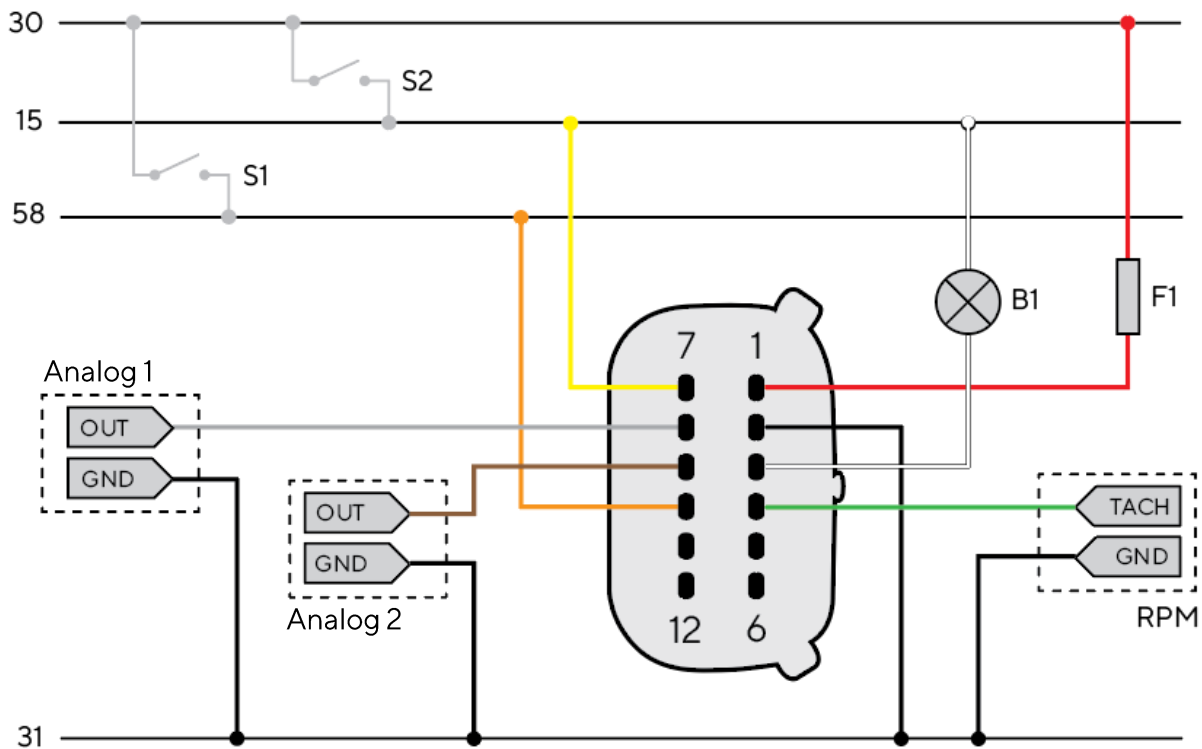 30
S2
15
S1
58
B1
F1
7 1
Analog 1
OUT
GND
OUT
GND
Analog 2
TACH
GND
RPM
12 6
31